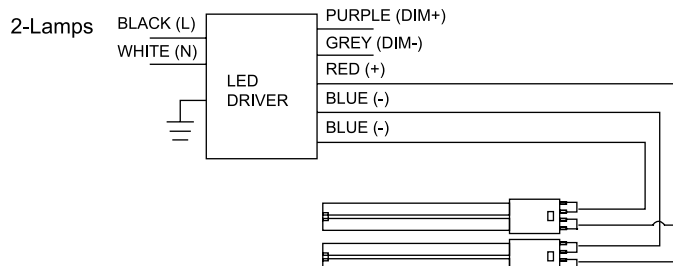 2-Lamps
BLACK (L)
WHITE (N)
LED
DRIVER
PURPLE (DIM+)
GREY (DIM-)
RED (+)
BLUE (-)
BLUE (-)